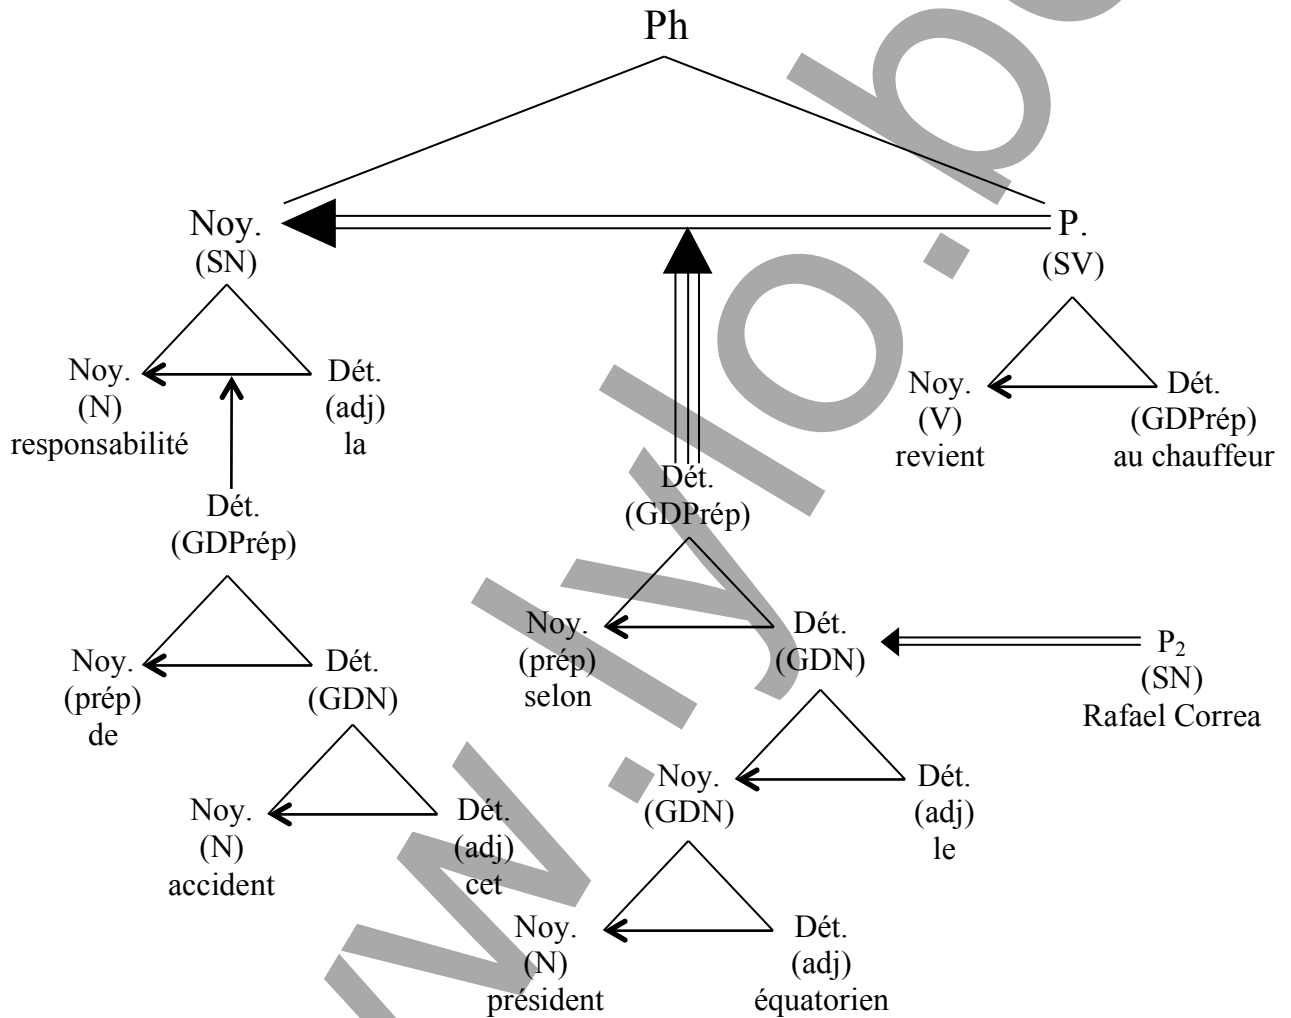 Ph
Noy.
(SN)
P.
(SV)
Noy.
(N)
responsabilité
Dét.
(adj)
la
Noy.
(V)
revient
Dét.
(GDPrép)
au chauffeur
Dét.
(GDPrép)
Dét.
(GDPrép)
Noy.
(prép)
de
Dét.
(GDN)
Noy.
(prép)
selon
Dét.
(GDN)
P2
(SN)
Rafael Correa
Noy.
(N)
accident
Dét.
(adj)
cet
Noy.
(GDN)
Dét.
(adj)
le
Noy.
(N)
président
Dét.
(adj)
équatorien